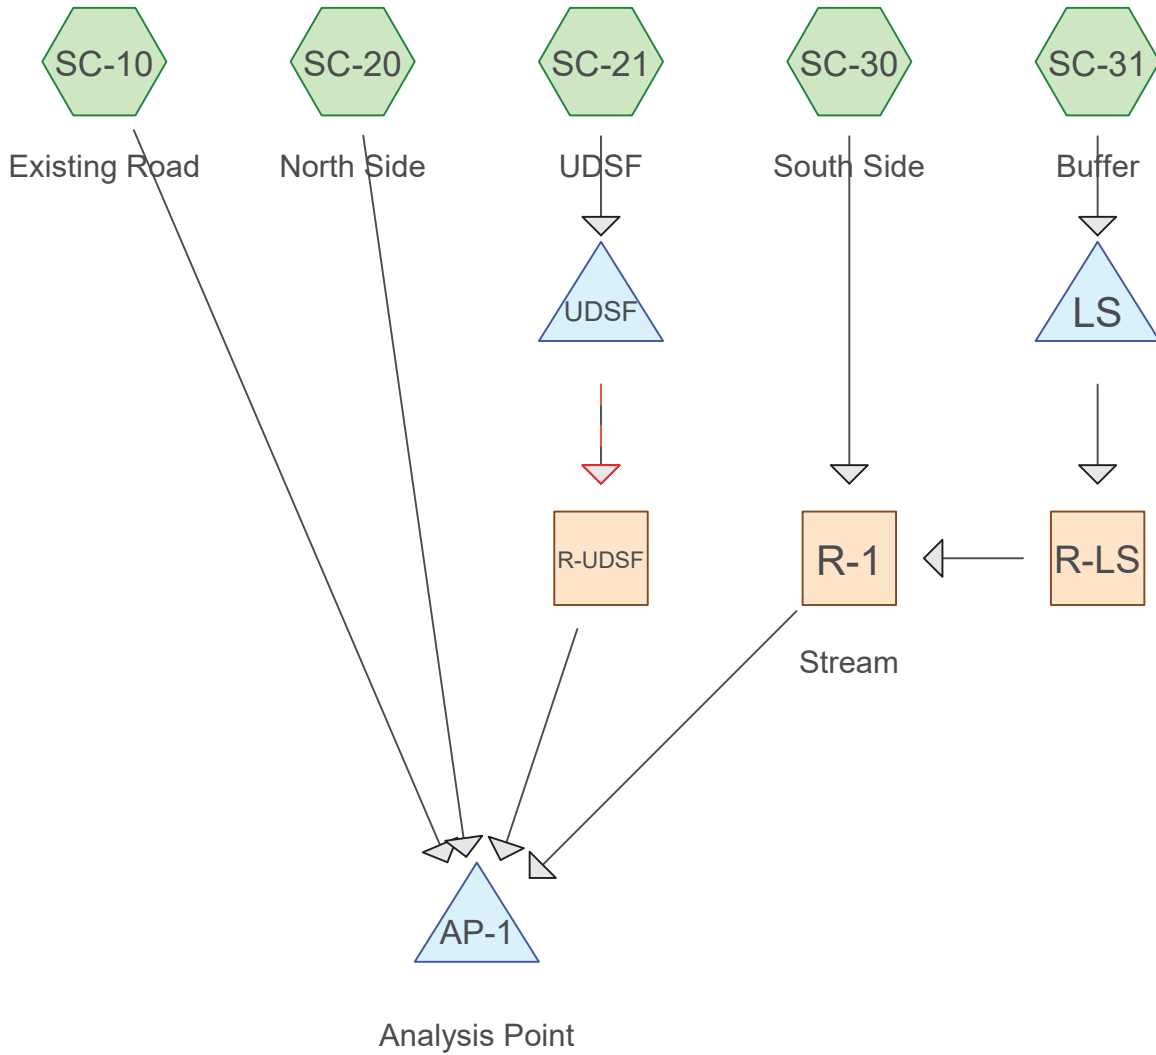 SC-10
SC-20
SC-21
SC-30
SC-31
Existing Road
North Side
UDSF
South Side
Buffer
UDSF
LS
R-UDSF
R-1
R-LS
Stream
AP-1
Analysis Point